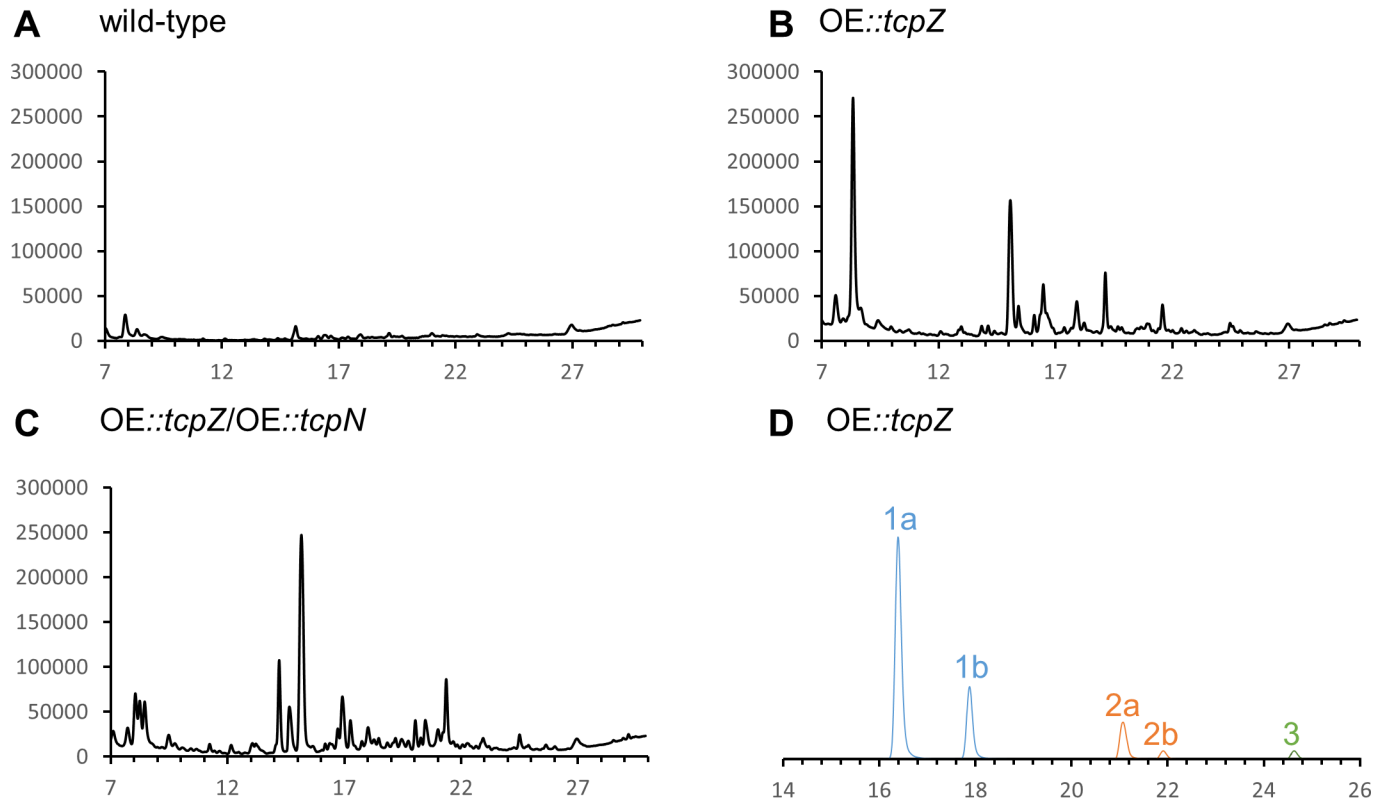 A wild-type
300000
250000
200000
150000
100000
50000
0
7 12 17 22 27
B OE::tcpZ
300000
250000
200000
150000
100000
50000
0
7 12 17 22 27
C OE::tcpZ/OE::tcpN
300000
250000
200000
150000
100000
50000
0
7 12 17 22 27
D OE::tcpZ
1a
1b
2a
2b
3
14 16 18 20 22 24 26